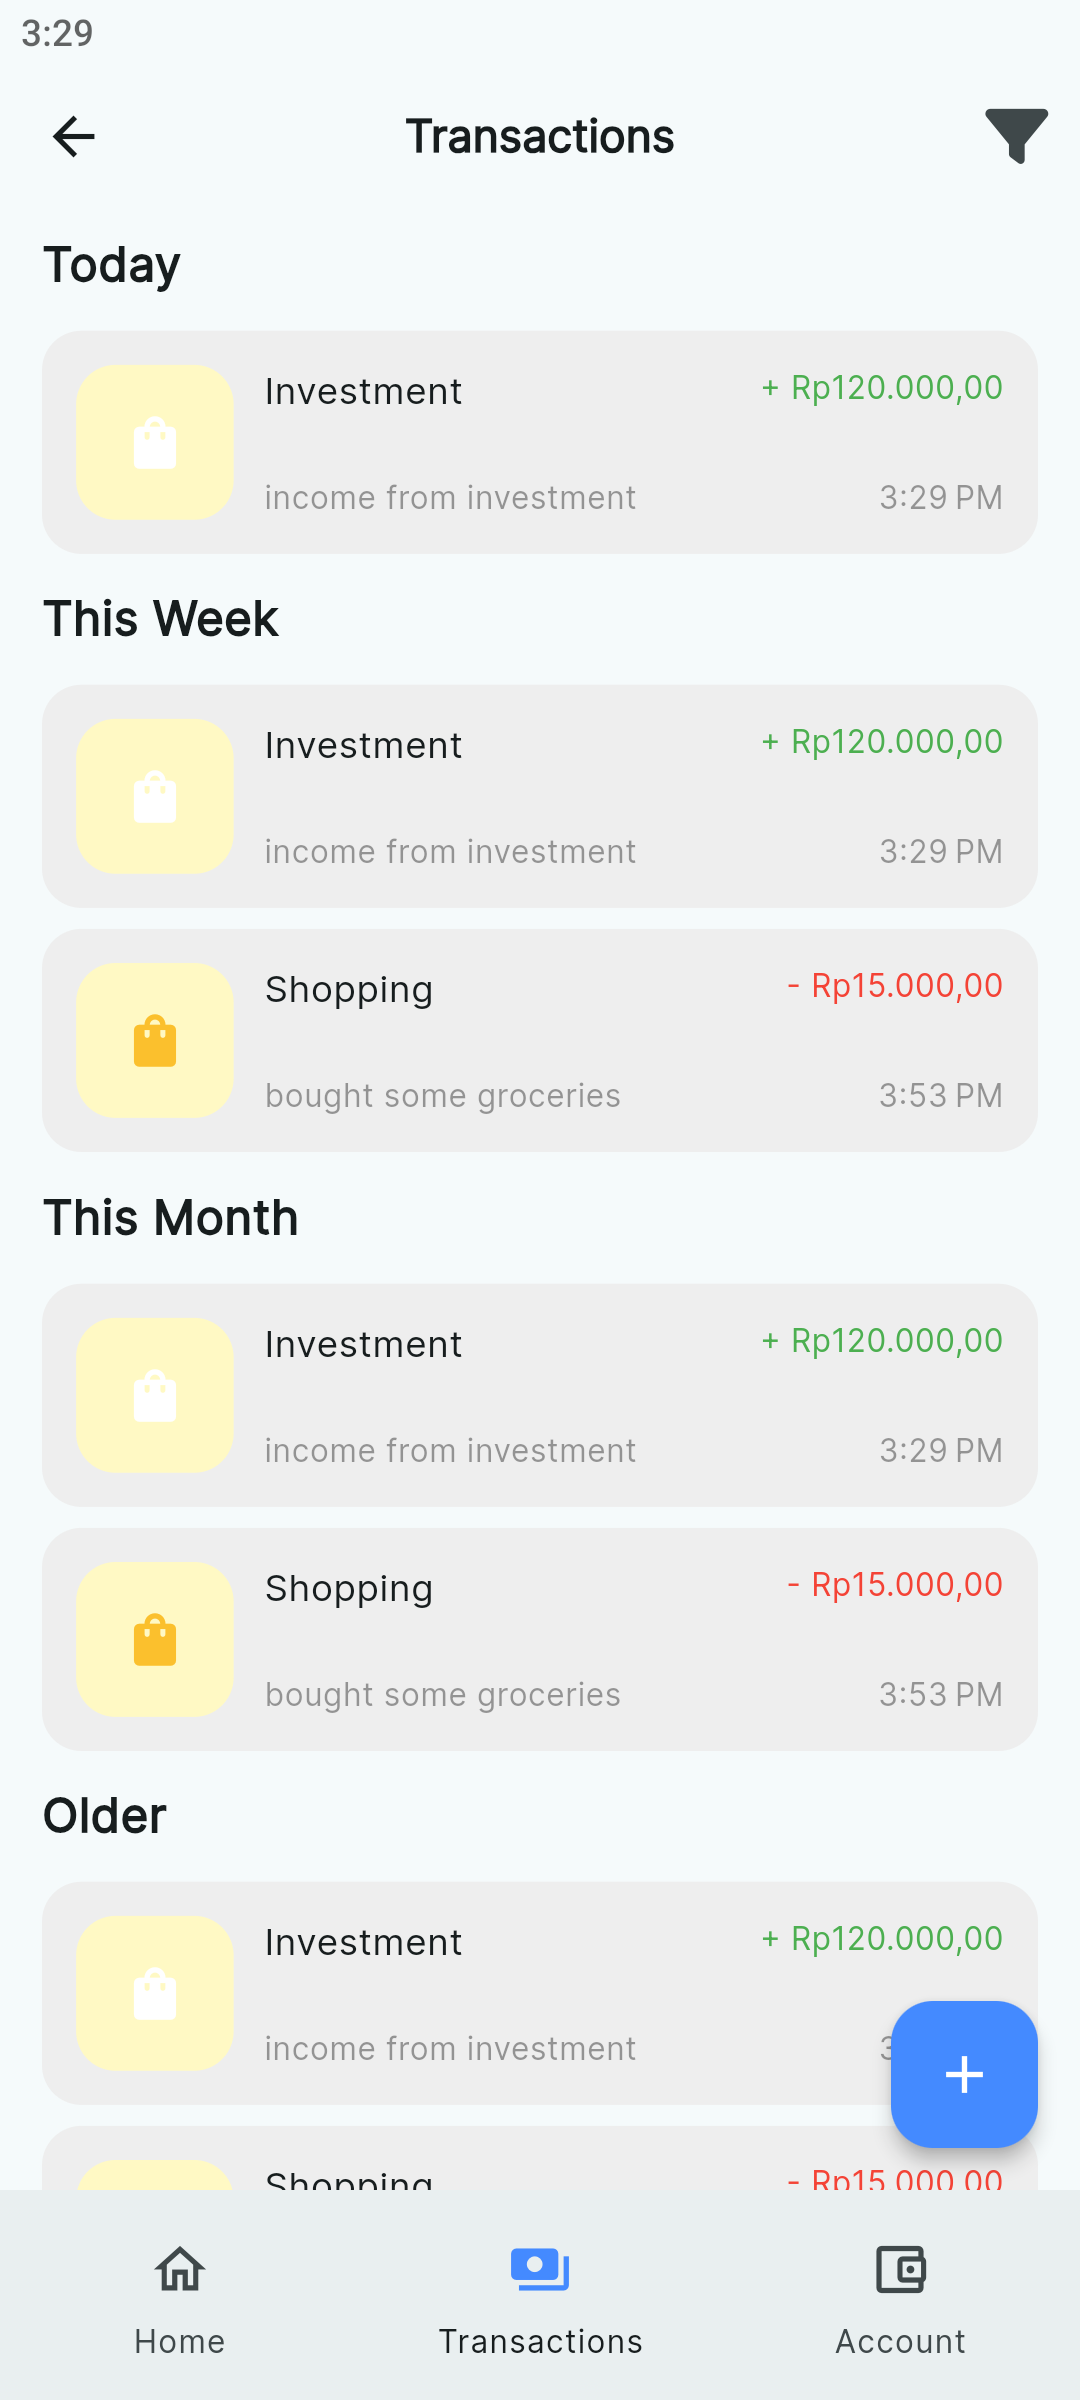 3:29
Transactions
Today
Investment
+ Rp120.000,00
income from investment
3:29 PM
This Week
Investment
+ Rp120.000,00
income from investment
3:29 PM
Shopping
- Rp15.000,00
bought some groceries
3:53 PM
This Month
Investment
+ Rp120.000,00
income from investment
3:29 PM
Shopping
- Rp15.000,00
bought some groceries
3:53 PM
Older
Investment
+ Rp120.000,00
income from investment
Shopping
- Rp15.000,00
Home
Transactions
Account